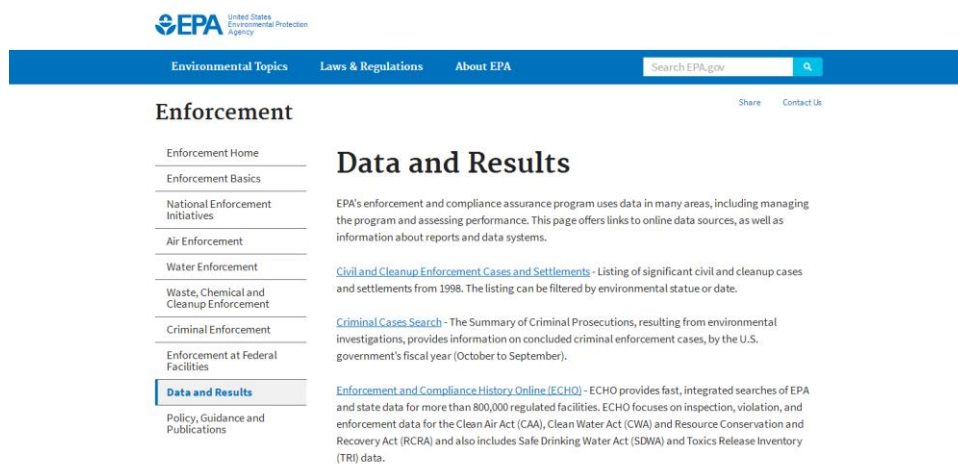 EPA
United States
Environmental Protection
Agency
Environmental Topics
Laws & Regulations
About EPA
Search EPA.gov
Enforcement
Share
Contact Us
Enforcement Home
Enforcement Basics
National Enforcement
Initiatives
Air Enforcement
Water Enforcement
Waste, Chemical and
Cleanup Enforcement
Criminal Enforcement
Enforcement at Federal
Facilities
Data and Results
Policy, Guidance and
Publications
Data and Results
EPA's enforcement and compliance assurance program uses data in many areas, including managing
the program and assessing performance. This page offers links to online data sources, as well as
information about reports and data systems.
Civil and Cleanup Enforcement Cases and Settlements - Listing of significant civil and cleanup cases
and settlements from 1998. The listing can be filtered by environmental statue or date.
Criminal Cases Search - The Summary of Criminal Prosecutions, resulting from environmental
investigations, provides information on concluded criminal enforcement cases, by the U.S.
government's fiscal year (October to September).
Enforcement and Compliance History Online (ECHO) - ECHO provides fast, integrated searches of EPA
and state data for more than 800,000 regulated facilities. ECHO focuses on inspection, violation, and
enforcement data for the Clean Air Act (CAA), Clean Water Act (CWA) and Resource Conservation and
Recovery Act (RCRA) and also includes Safe Drinking Water Act (SDWA) and Toxics Release Inventory
(TRI) data.